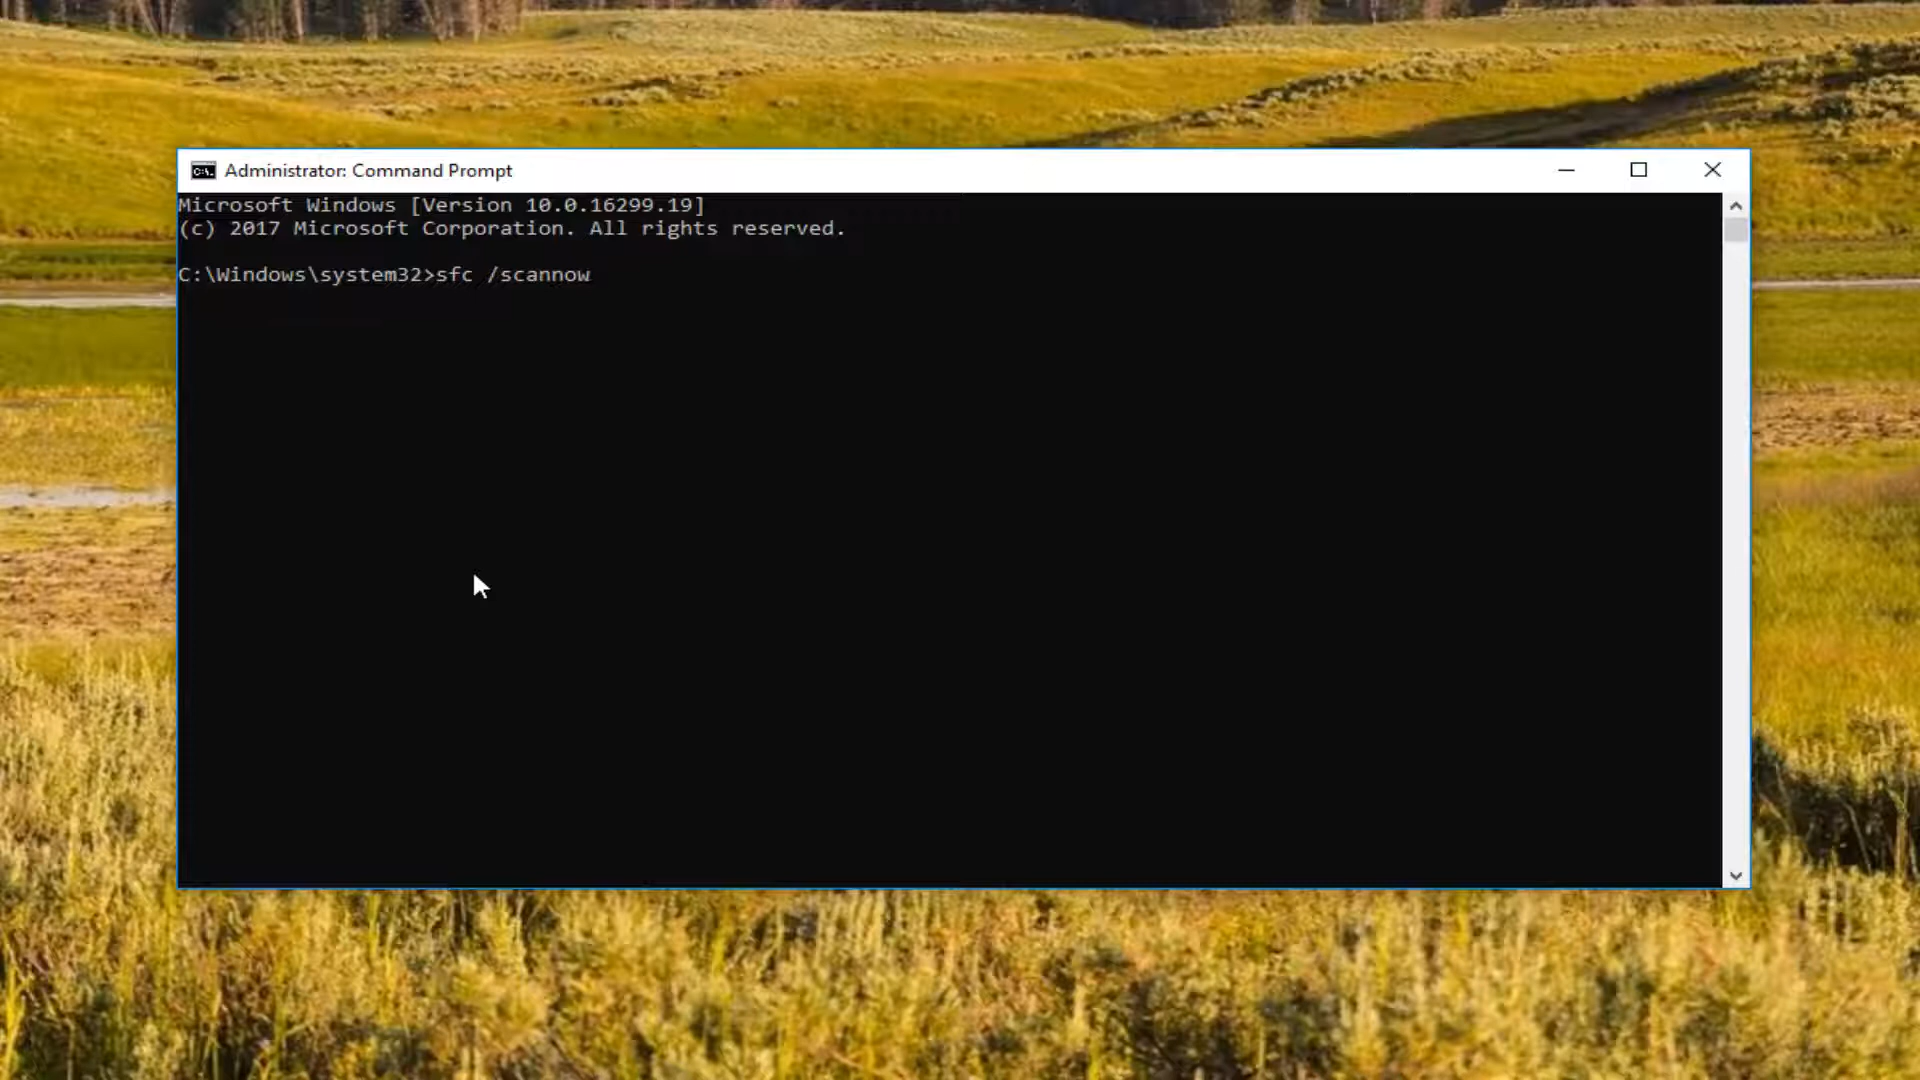 Administrator: Command Prompt
Microsoft Windows [Version 10.0.16299.19]
(c) 2017 Microsoft Corporation. All rights reserved.
C:\Windows\system32>sfc /scannow